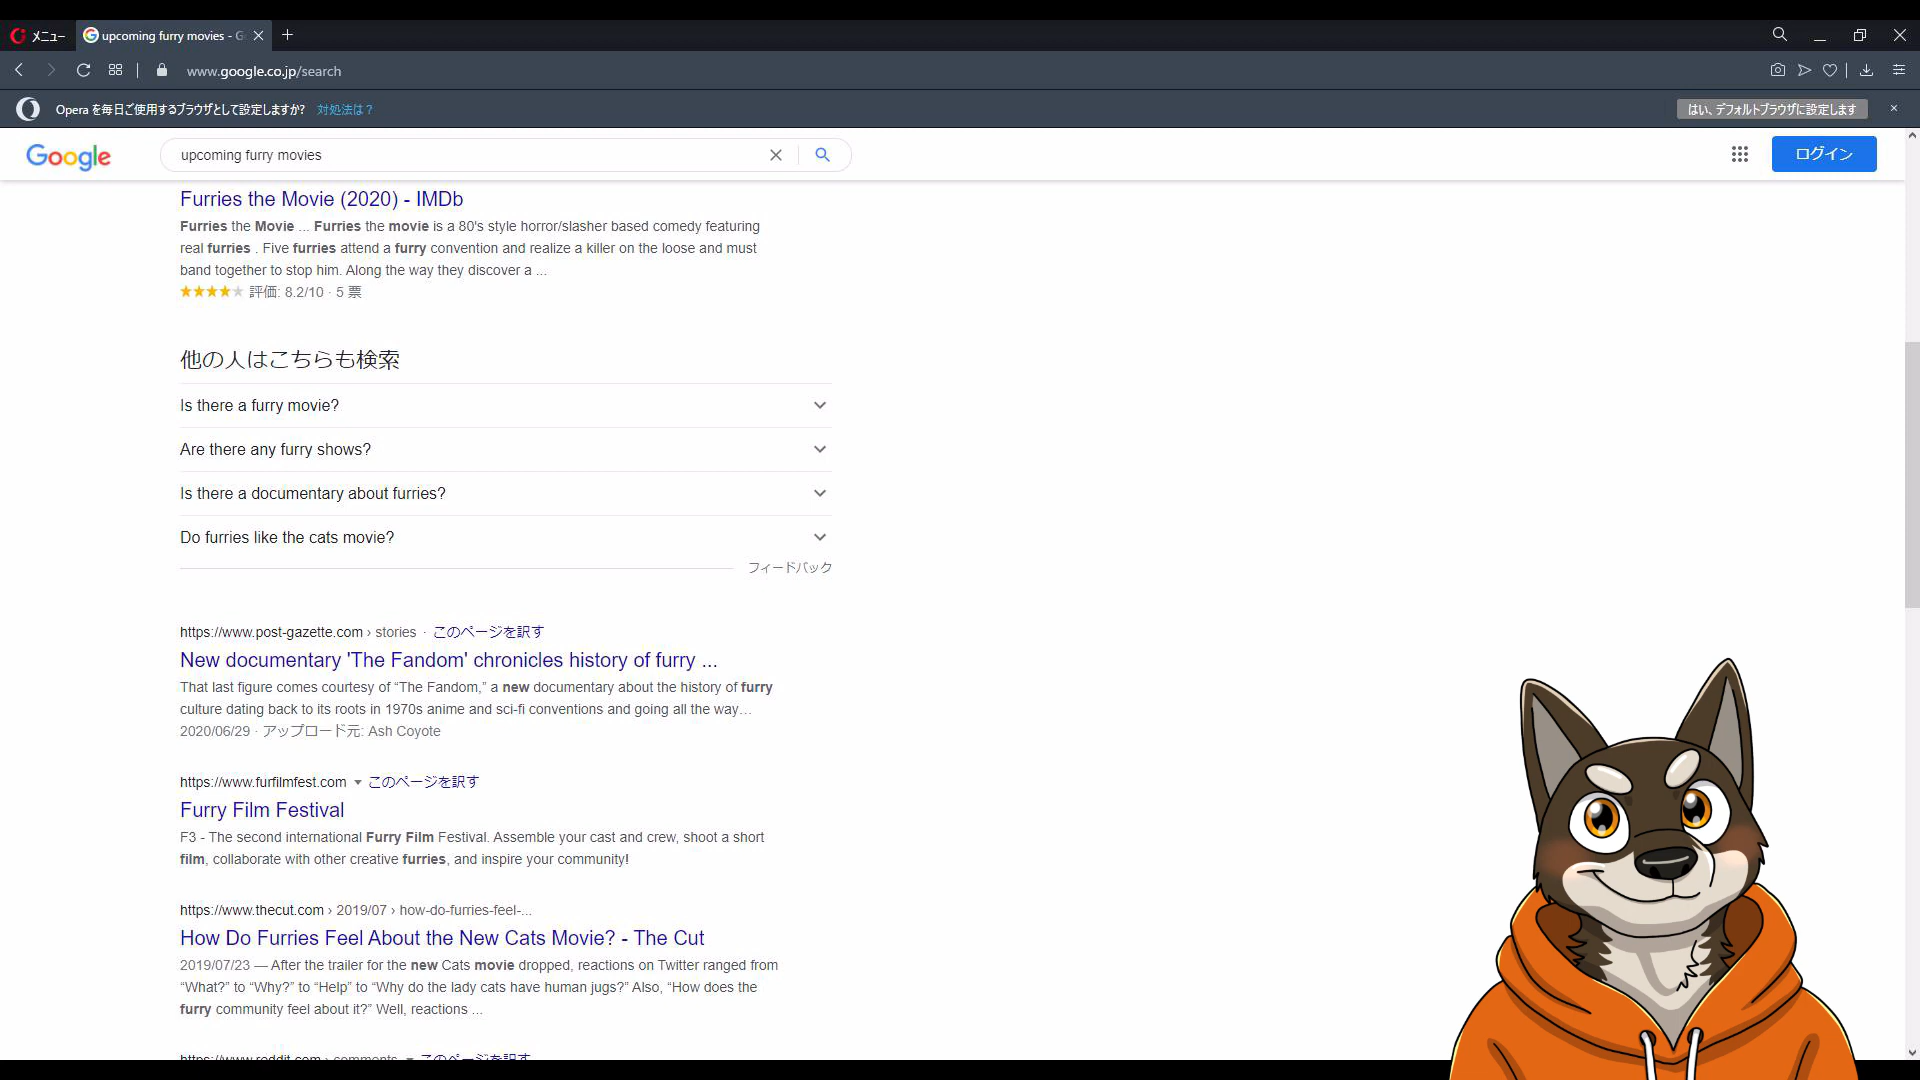 メニュー
upcoming furry movies - G
www.google.co.jp/search
Opera を毎日ご使用するブラウザとして設定しますか? 対処法は？
はい、デフォルトブラウザに設定します
Google
upcoming furry movies
ログイン
Furries the Movie (2020) - IMDb
Furries the Movie ... Furries the movie is a 80's style horror/slasher based comedy featuring
real furries . Five furries attend a furry convention and realize a killer on the loose and must
band together to stop him. Along the way they discover a ...
評価: 8.2/10 · 5 票
他の人はこちらも検索
Is there a furry movie?
Are there any furry shows?
Is there a documentary about furries?
Do furries like the cats movie?
フィードバック
https://www.post-gazette.com › stories · このページを訳す
New documentary 'The Fandom' chronicles history of furry ...
That last figure comes courtesy of “The Fandom,” a new documentary about the history of furry
culture dating back to its roots in 1970s anime and sci-fi conventions and going all the way…
2020/06/29 · アップロード元: Ash Coyote
https://www.furfilmfest.com このページを訳す
Furry Film Festival
F3 - The second international Furry Film Festival. Assemble your cast and crew, shoot a short
film, collaborate with other creative furries, and inspire your community!
https://www.thecut.com › 2019/07 › how-do-furries-feel-...
How Do Furries Feel About the New Cats Movie? - The Cut
2019/07/23 — After the trailer for the new Cats movie dropped, reactions on Twitter ranged from
“What?” to “Why?” to “Help” to “Why do the lady cats have human jugs?” Also, “How does the
furry community feel about it?” Well, reactions ...
https://www.reddit.com › comments このページを訳す